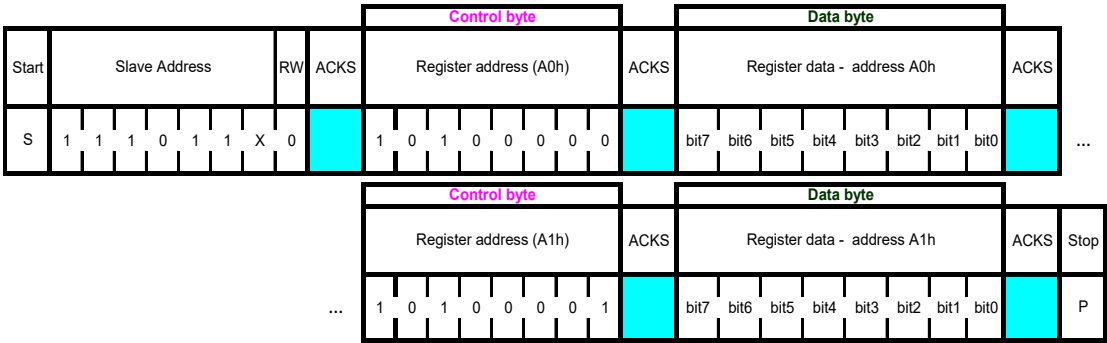 Control byte Data byte
Start Slave Address RW ACKS Register address (A0h) ACKS Register data - address A0h ACKS
S 1 1 1 0 1 1 X 0 1 0 1 0 0 0 0 0 bit7 bit6 bit5 bit4 bit3 bit2 bit1 bit0 ...
Control byte Data byte
Register address (A1h) ACKS Register data - address A1h ACKS Stop
... 1 0 1 0 0 0 0 1 bit7 bit6 bit5 bit4 bit3 bit2 bit1 bit0 P